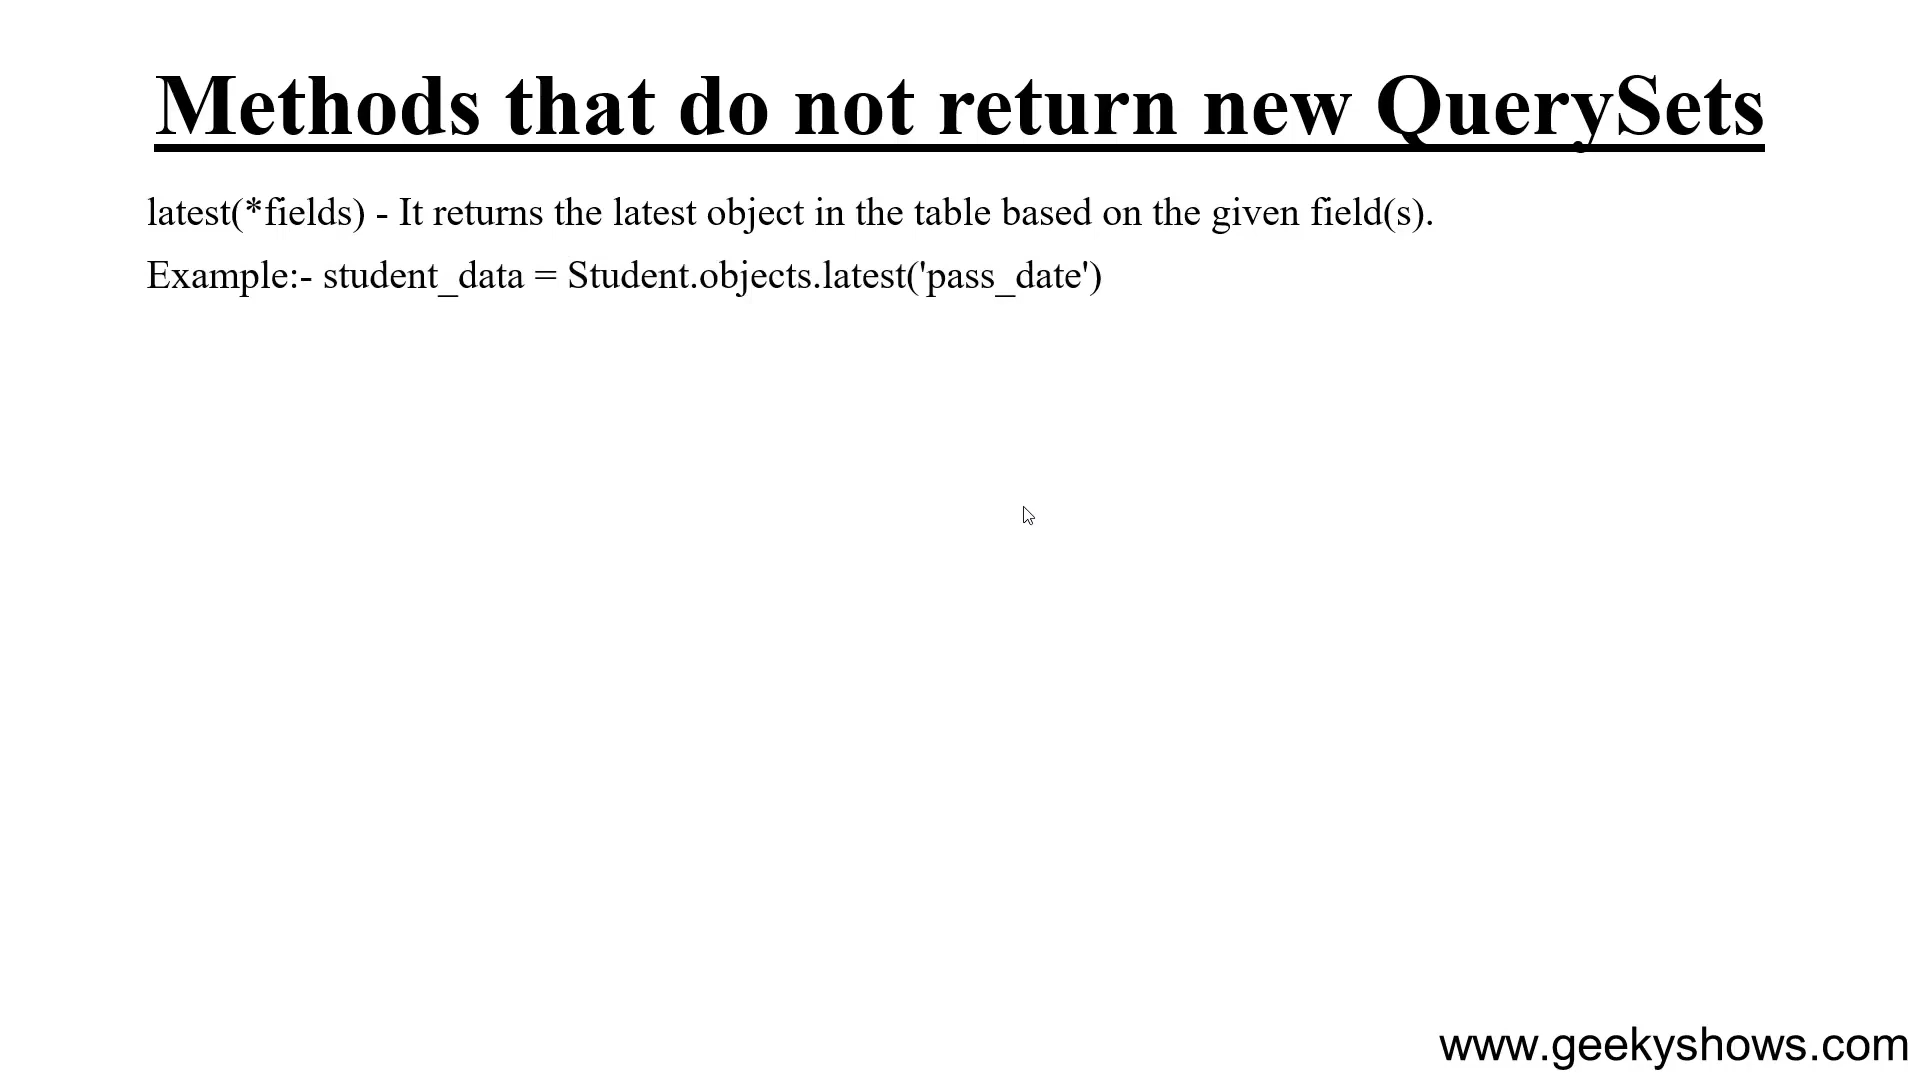 Methods that do not return new QuerySets
latest(*fields) - It returns the latest object in the table based on the given field(s).
Example:- student_data = Student.objects.latest('pass_date')
www.geekyshows.com